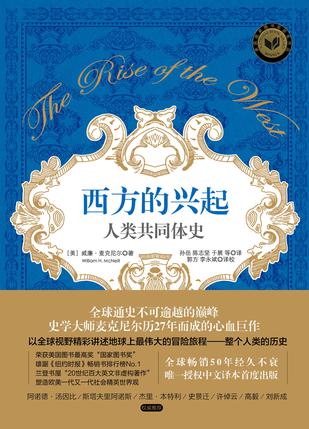 The Rise of the West
西方的兴起
人类共同体史
[美] 威廉·麦克尼尔 著
William H. McNeill
孙岳 陈志坚 于展 等 译
郭方 李永斌 译校
全球通史不可逾越的巅峰
史学大师麦克尼尔历27年而成的心血巨作
以全球视野精彩讲述地球上最伟大的冒险旅程——整个人类的历史
荣获美国图书最高奖“国家图书奖”
雄踞《纽约时报》畅销书排行榜No.1
兰登书屋“20世纪百大英文非虚构著作”
塑造欧美一代又一代社会精英世界观
全球畅销50年经久不衰
唯一授权中文译本首度出版
阿诺德·汤因比 / 斯塔夫里阿诺斯 / 杰里·本特利 / 史景迁 / 许倬云 / 高毅 / 刘新成
权威推荐